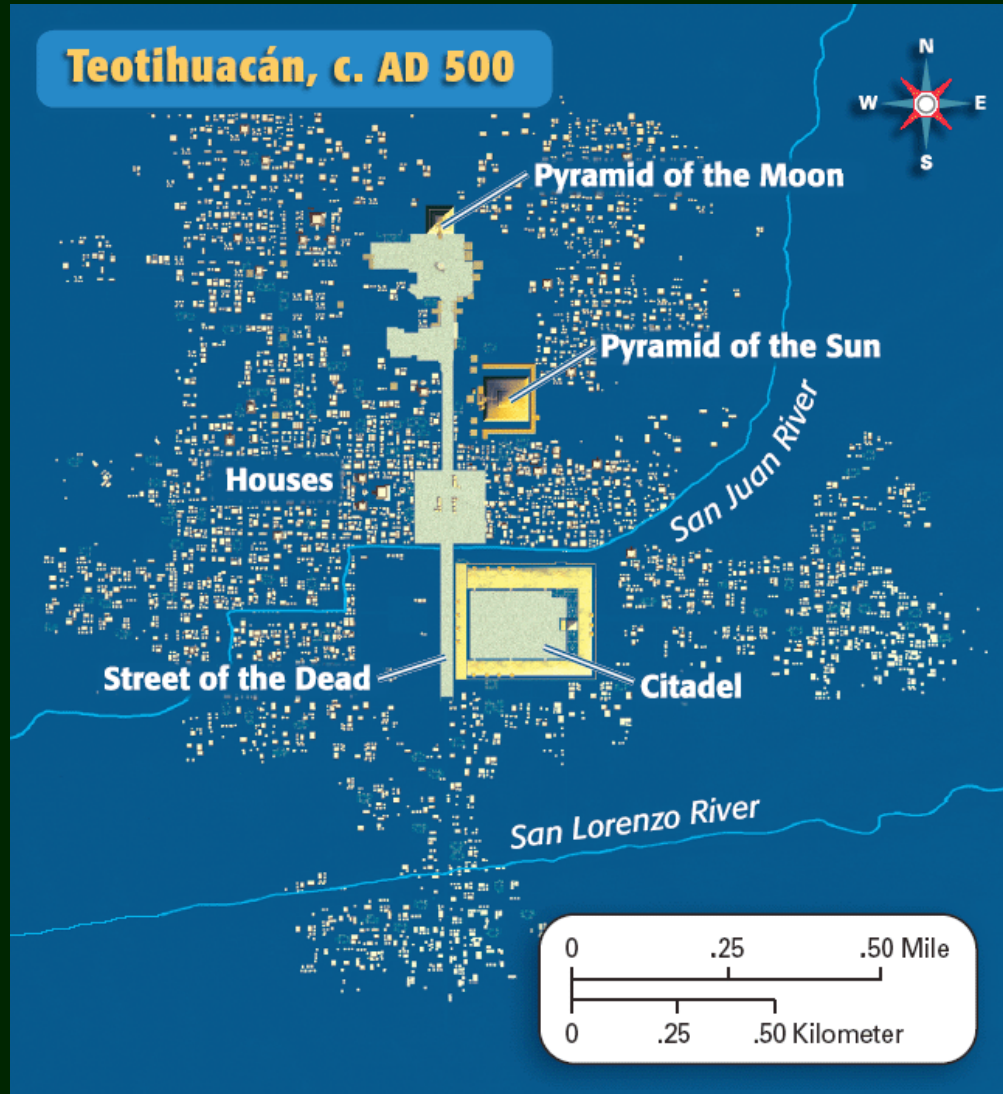 Teotihuacán, c. AD 500
N
W E
S
Pyramid of the Moon
Pyramid of the Sun
Houses
San Juan River
Street of the Dead
Citadel
San Lorenzo River
0 .25 .50 Mile
0 .25 .50 Kilometer